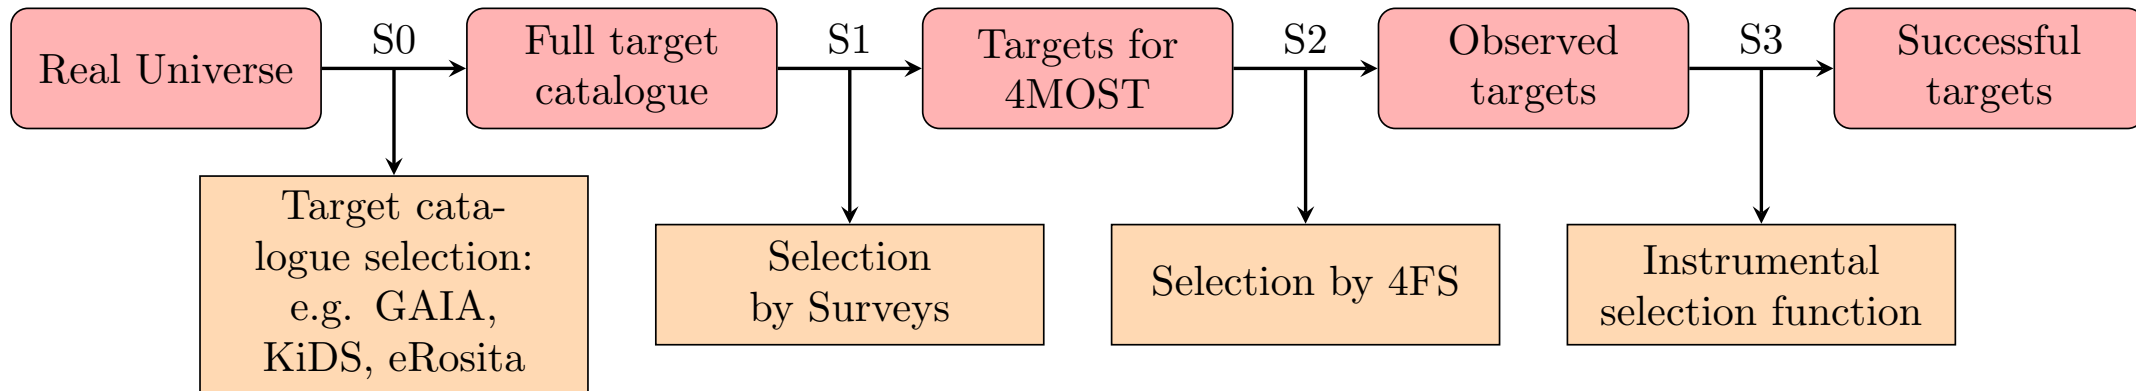 Real Universe
S0
Full target
catalogue
S1
Targets for
4MOST
S2
Observed
targets
S3
Successful
targets
Target cata-
logue selection:
e.g. GAIA,
KiDS, eRosita
Selection
by Surveys
Selection by 4FS
Instrumental
selection function